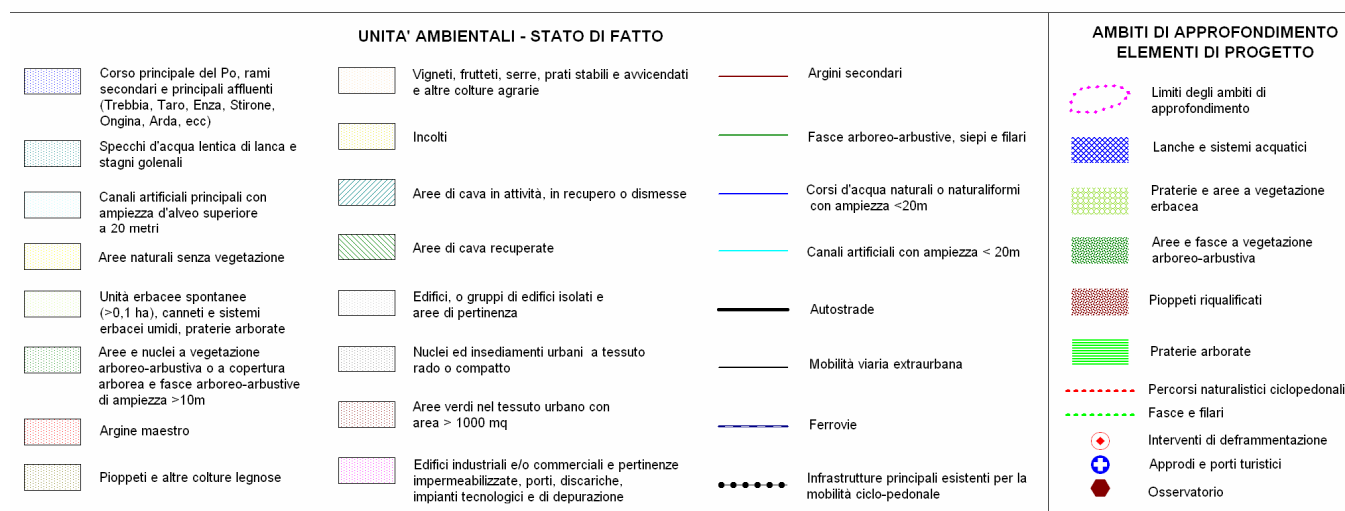 UNITA' AMBIENTALI - STATO DI FATTO
Corso principale del Po, rami
secondari e principali affluenti
(Trebbia, Taro, Enza, Stirone,
Ongina, Arda, ecc)
Specchi d'acqua lentica di lanca e
stagni golenali
Canali artificiali principali con
ampiezza d'alveo superiore
a 20 metri
Aree naturali senza vegetazione
Unità erbacee spontanee
(>0,1 ha), canneti e sistemi
erbacei umidi, praterie arborate
Aree e nuclei a vegetazione
arboreo-arbustiva o a copertura
arborea e fasce arboreo-arbustive
di ampiezza >10m
Argine maestro
Pioppeti e altre colture legnose
Vigneti, frutteti, serre, prati stabili e avvicendati
e altre colture agrarie
Incolti
Aree di cava in attività, in recupero o dismesse
Aree di cava recuperate
Edifici, o gruppi di edifici isolati e
aree di pertinenza
Nuclei ed insediamenti urbani a tessuto
rado o compatto
Aree verdi nel tessuto urbano con
area > 1000 mq
Edifici industriali e/o commerciali e pertinenze
impermeabilizzate, porti, discariche,
impianti tecnologici e di depurazione
Argini secondari
Fasce arboreo-arbustive, siepi e filari
Corsi d'acqua naturali o naturaliformi
con ampiezza <20m
Canali artificiali con ampiezza < 20m
Autostrade
Mobilità viaria extraurbana
Ferrovie
Infrastrutture principali esistenti per la
mobilità ciclo-pedonale
AMBITI DI APPROFONDIMENTO
ELEMENTI DI PROGETTO
Limiti degli ambiti di
approfondimento
Lanche e sistemi acquatici
Praterie e aree a vegetazione
erbacea
Aree e fasce a vegetazione
arboreo-arbustiva
Pioppeti riqualificati
Praterie arborate
Percorsi naturalistici ciclopedonali
Fasce e filari
Interventi di deframmentazione
Approdi e porti turistici
Osservatorio